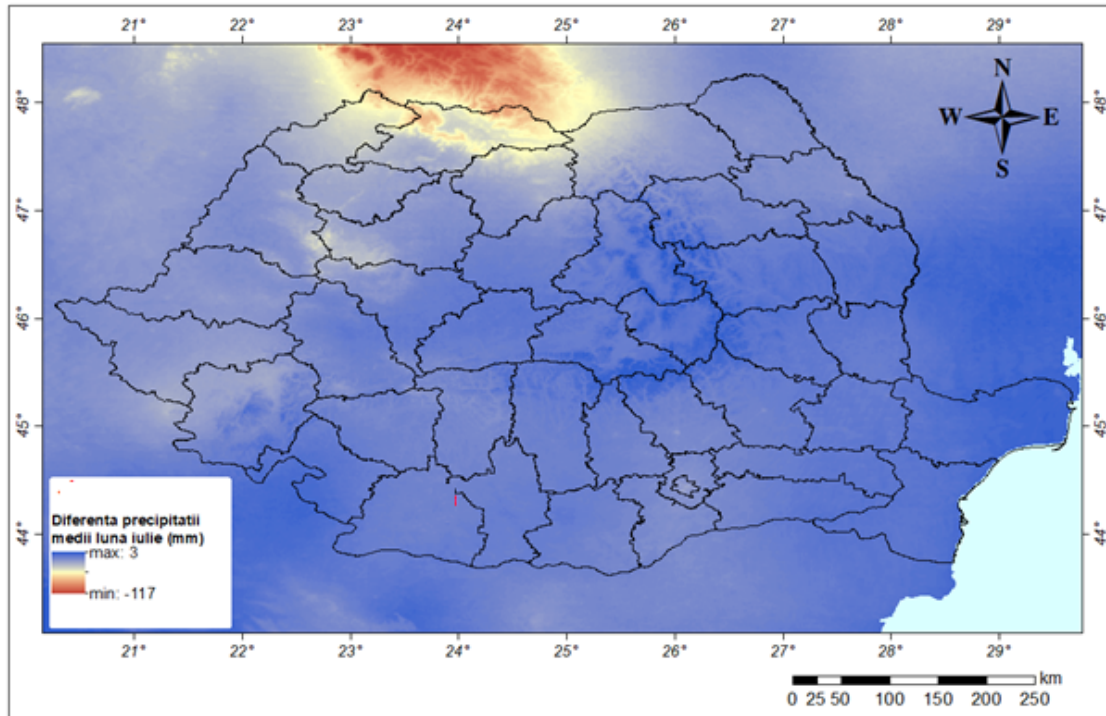 21° 22° 23° 24° 25° 26° 27° 28° 29°
48° 48°
N
W E
S
47° 47°
46° 46°
45° 45°
44° 44°
Diferenta precipitatii
medii luna iulie (mm)
max: 3
min: -117
21° 22° 23° 24° 25° 26° 27° 28° 29°
km
0 25 50 100 150 200 250